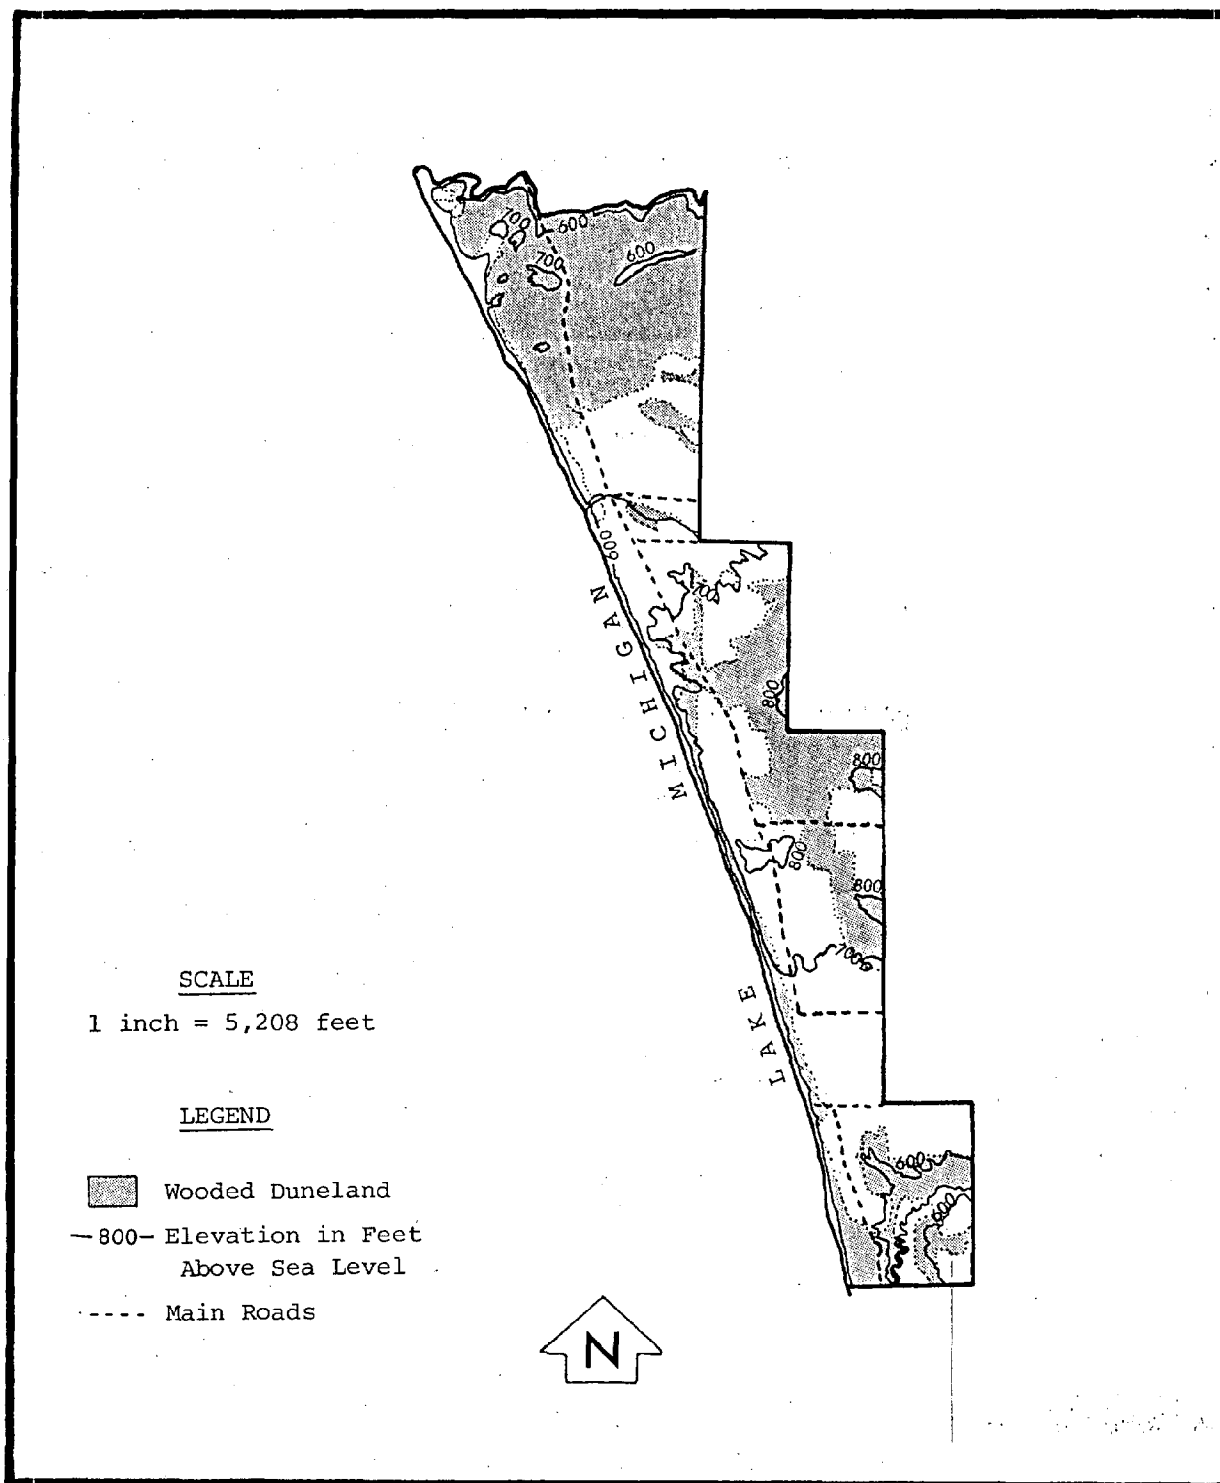 700
600
700
600
600
700
800
800
800
800
700
600
600
LAKE MICHIGAN
SCALE
1 inch = 5,208 feet
LEGEND
Wooded Duneland
—800— Elevation in Feet
Above Sea Level
---- Main Roads
N